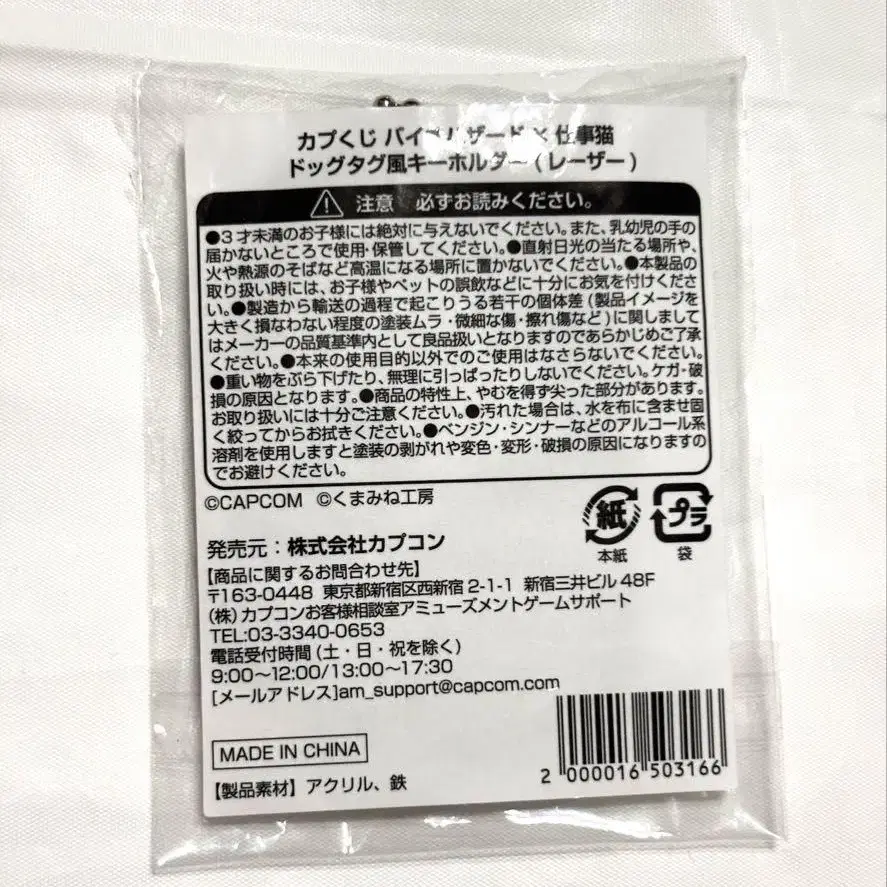 カプくじ バイオハザード × 仕事猫
ドッグタグ風キーホルダー(レーザー)
注意 必ずお読みください。
●3才未満のお子様には絶対に与えないでください。また、乳幼児の手の
届かないところで使用・保管してください。●直射日光の当たる場所や、
火や熱源のそばなど高温になる場所に置かないでください。●本製品の
取り扱い時には、お子様やペットの誤飲などに十分にお気を付けくださ
い。●製造から輸送の過程で起こりうる若干の個体差(製品イメージを
大きく損なわない程度の塗装ムラ・微細な傷・擦れ傷など)に関しまして
はメーカーの品質基準内として良品扱いとなりますのであらかじめご了承
ください。●本来の使用目的以外でのご使用はなさらないでください。
●重い物をぶら下げたり、無理に引っぱったりしないでください。ケガ・破
損の原因となります。●商品の特性上、やむを得ず尖った部分があります。
お取り扱いには十分ご注意ください。●汚れた場合は、水を布に含ませ固
く絞ってからお拭きください。●ベンジン・シンナーなどのアルコール系
溶剤を使用しますと塗装の剥がれや変色・変形・破損の原因になりますの
でお避けください。
©CAPCOM ©くまみね工房
紙
本紙
プラ
袋
発売元:株式会社カプコン
【商品に関するお問合わせ先】
〒163-0448 東京都新宿区西新宿2-1-1 新宿三井ビル48F
(株)カプコンお客様相談室アミューズメントゲームサポート
TEL:03-3340-0653
電話受付時間(土・日・祝を除く)
9:00〜12:00/13:00〜17:30
[メールアドレス]am_support@capcom.com
MADE IN CHINA
【製品素材】アクリル、鉄
2 000016 503166